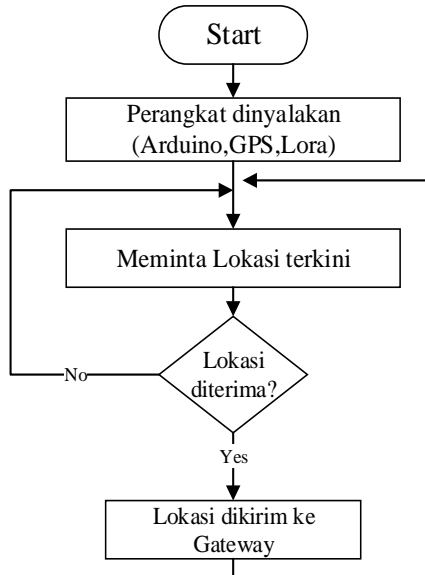 Start
Perangkat dinyalakan
(Arduino,GPS,Lora)
Meminta Lokasi terkini
Lokasi
diterima?
No
Yes
Lokasi dikirim ke
Gateway